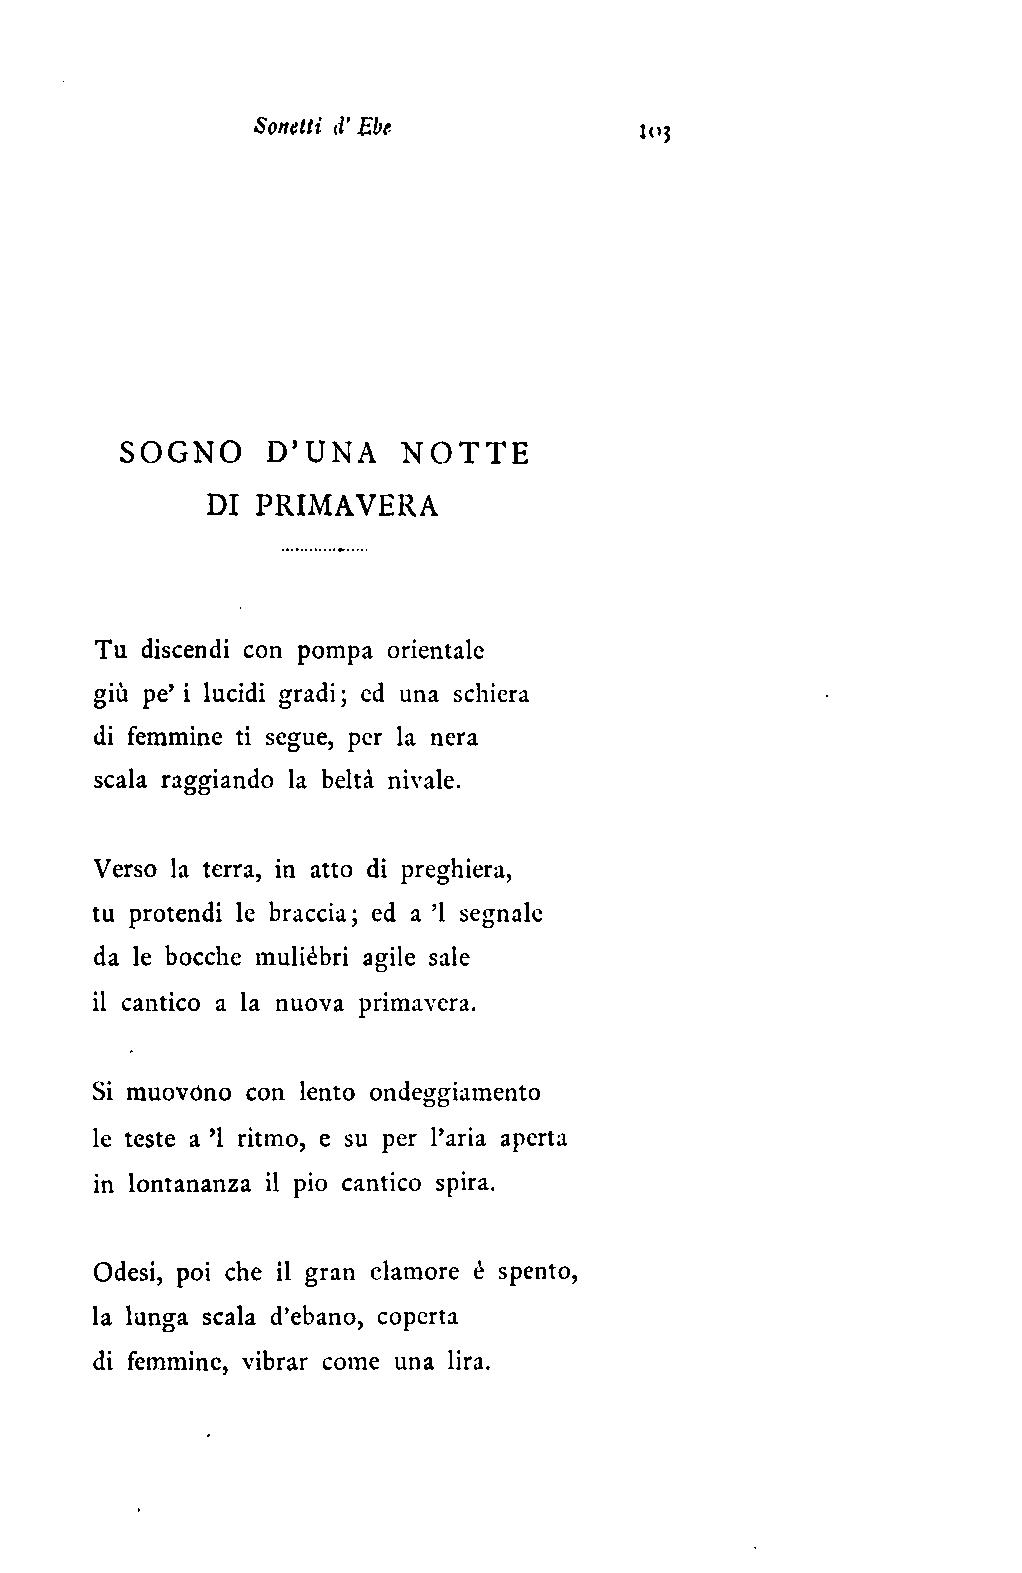 Sonetti d' Ebe 103
SOGNO D'UNA NOTTE
DI PRIMAVERA
Tu discendi con pompa orientale
giù pe' i lucidi gradi; ed una schiera
di femmine ti segue, per la nera
scala raggiando la beltà nivale.
Verso la terra, in atto di preghiera,
tu protendi le braccia; ed a 'l segnale
da le bocche mulièbri agile sale
il cantico a la nuova primavera.
Si muovono con lento ondeggiamento
le teste a 'l ritmo, e su per l'aria aperta
in lontananza il pio cantico spira.
Odesi, poi che il gran clamore è spento,
la lunga scala d'ebano, coperta
di femmine, vibrar come una lira.